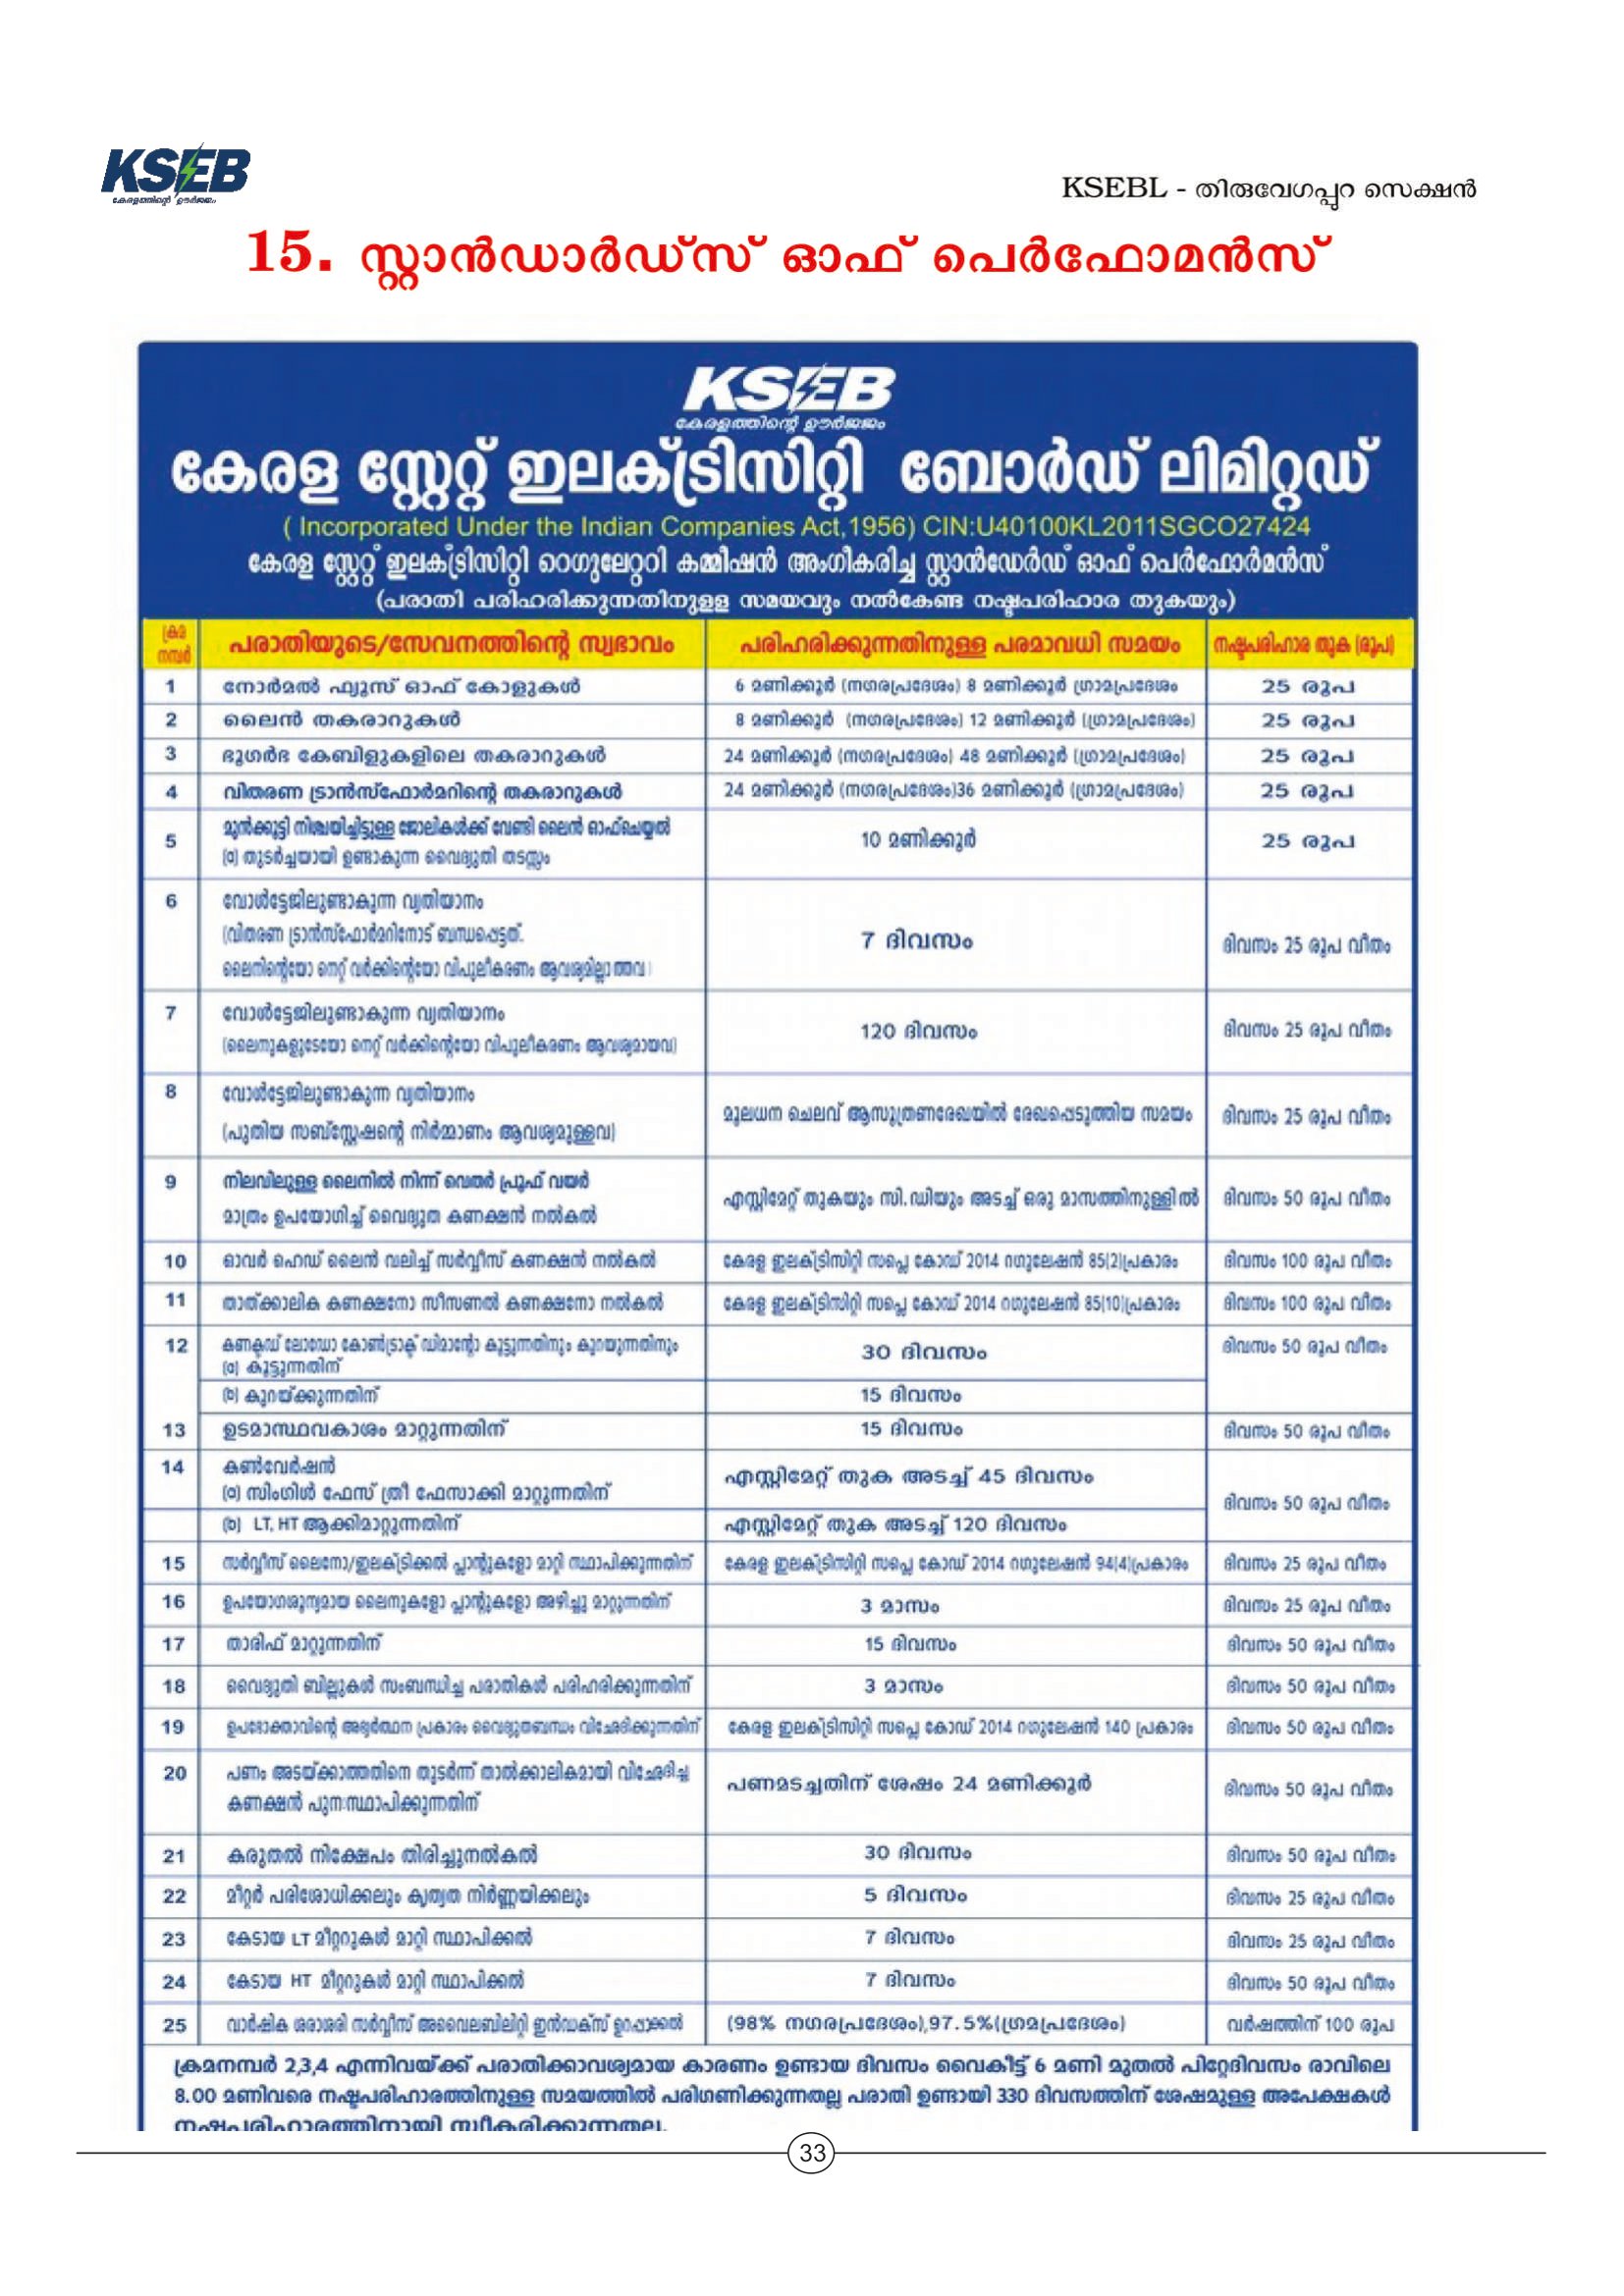 KSEB
കേരളത്തിന്റെ ഊർജ്ജം
KSEBL - തിരുവേഗപ്പുറ സെക്ഷൻ
15. സ്റ്റാൻഡാർഡ്സ് ഓഫ് പെർഫോമൻസ്
KSEB
കേരളത്തിന്റെ ഊർജ്ജം
കേരള സ്റ്റേറ്റ് ഇലക്ട്രിസിറ്റി ബോർഡ് ലിമിറ്റഡ്
( Incorporated Under the Indian Companies Act,1956) CIN:U40100KL2011SGCO27424
കേരള സ്റ്റേറ്റ് ഇലക്ട്രിസിറ്റി റെഗുലേറ്ററി കമ്മീഷൻ അംഗീകരിച്ച സ്റ്റാൻഡേർഡ് ഓഫ് പെർഫോർമൻസ്
(പരാതി പരിഹരിക്കുന്നതിനുളള സമയവും നൽകേണ്ട നഷ്ടപരിഹാര തുകയും)
ക്രമ നമ്പർ പരാതിയുടെ/സേവനത്തിന്റെ സ്വഭാവം പരിഹരിക്കുന്നതിനുള്ള പരമാവധി സമയം നഷ്ടപരിഹാര തുക (രൂപ)
1 നോർമൽ ഫ്യൂസ് ഓഫ് കോളുകൾ 6 മണിക്കൂർ (നഗരപ്രദേശം) 8 മണിക്കൂർ ഗ്രാമപ്രദേശം 25 രൂപ
2 ലൈൻ തകരാറുകൾ 8 മണിക്കൂർ (നഗരപ്രദേശം) 12 മണിക്കൂർ (ഗ്രാമപ്രദേശം) 25 രൂപ
3 ഭൂഗർഭ കേബിളുകളിലെ തകരാറുകൾ 24 മണിക്കൂർ (നഗരപ്രദേശം) 48 മണിക്കൂർ (ഗ്രാമപ്രദേശം) 25 രൂപ
4 വിതരണ ട്രാൻസ്ഫോർമറിന്റെ തകരാറുകൾ 24 മണിക്കൂർ (നഗരപ്രദേശം)36 മണിക്കൂർ (ഗ്രാമപ്രദേശം) 25 രൂപ
5 മുൻക്കൂട്ടി നിശ്ചയിച്ചിട്ടുള്ള ജോലികൾക്ക് വേണ്ടി ലൈൻ ഓഫ്ചെയ്യൽ
(a) തുടർച്ചയായി ഉണ്ടാകുന്ന വൈദ്യുതി തടസ്സം 10 മണിക്കൂർ 25 രൂപ
6 വോൾട്ടേജിലുണ്ടാകുന്ന വ്യതിയാനം
(വിതരണ ട്രാൻസ്ഫോർമറിനോട് ബന്ധപ്പെട്ടത്.
ലൈനിന്റെയോ നെറ്റ് വർക്കിന്റെയോ വിപുലീകരണം ആവശ്യമില്ലാത്തവ) 7 ദിവസം ദിവസം 25 രൂപ വീതം
7 വോൾട്ടേജിലുണ്ടാകുന്ന വ്യതിയാനം
(ലൈനുകളുടേയോ നെറ്റ് വർക്കിന്റെയോ വിപുലീകരണം ആവശ്യമായവ) 120 ദിവസം ദിവസം 25 രൂപ വീതം
8 വോൾട്ടേജിലുണ്ടാകുന്ന വ്യതിയാനം
(പുതിയ സബ്സ്റ്റേഷന്റെ നിർമ്മാണം ആവശ്യമുള്ളവ) മൂലധന ചെലവ് ആസൂത്രണരേഖയിൽ രേഖപ്പെടുത്തിയ സമയം ദിവസം 25 രൂപ വീതം
9 നിലവിലുള്ള ലൈനിൽ നിന്ന് വെതർ പ്രൂഫ് വയർ
മാത്രം ഉപയോഗിച്ച് വൈദ്യുത കണക്ഷൻ നൽകൽ എസ്റ്റിമേറ്റ് തുകയും സി.ഡിയും അടച്ച് ഒരു മാസത്തിനുള്ളിൽ ദിവസം 50 രൂപ വീതം
10 ഓവർ ഹെഡ് ലൈൻ വലിച്ച് സർവ്വീസ് കണക്ഷൻ നൽകൽ കേരള ഇലക്ട്രിസിറ്റി സപ്ലൈ കോഡ് 2014 റഗുലേഷൻ 85(2)പ്രകാരം ദിവസം 100 രൂപ വീതം
11 താത്ക്കാലിക കണക്ഷനോ സീസണൽ കണക്ഷനോ നൽകൽ കേരള ഇലക്ട്രിസിറ്റി സപ്ലൈ കോഡ് 2014 റഗുലേഷൻ 85(10)പ്രകാരം ദിവസം 100 രൂപ വീതം
12 കണക്ടഡ് ലോഡോ കോൺട്രാക്ട് ഡിമാന്റോ കൂട്ടുന്നതിനും കുറയുന്നതിനും
(a) കൂട്ടുന്നതിന് 30 ദിവസം ദിവസം 50 രൂപ വീതം
(b) കുറയ്ക്കുന്നതിന് 15 ദിവസം
13 ഉടമാസ്ഥവകാശം മാറ്റുന്നതിന് 15 ദിവസം ദിവസം 50 രൂപ വീതം
14 കൺവേർഷൻ
(a) സിംഗിൾ ഫേസ് ത്രീ ഫേസാക്കി മാറ്റുന്നതിന് എസ്റ്റിമേറ്റ് തുക അടച്ച് 45 ദിവസം ദിവസം 50 രൂപ വീതം
(b) LT, HT ആക്കിമാറ്റുന്നതിന് എസ്റ്റിമേറ്റ് തുക അടച്ച് 120 ദിവസം
15 സർവ്വീസ് ലൈനോ/ഇലക്ട്രിക്കൽ പ്ലാന്റുകളോ മാറ്റി സ്ഥാപിക്കുന്നതിന് കേരള ഇലക്ട്രിസിറ്റി സപ്ലൈ കോഡ് 2014 റഗുലേഷൻ 94(4)പ്രകാരം ദിവസം 25 രൂപ വീതം
16 ഉപയോഗശൂന്യമായ ലൈനുകളോ പ്ലാന്റുകളോ അഴിച്ചു മാറ്റുന്നതിന് 3 മാസം ദിവസം 25 രൂപ വീതം
17 താരിഫ് മാറ്റുന്നതിന് 15 ദിവസം ദിവസം 50 രൂപ വീതം
18 വൈദ്യുതി ബില്ലുകൾ സംബന്ധിച്ച പരാതികൾ പരിഹരിക്കുന്നതിന് 3 മാസം ദിവസം 50 രൂപ വീതം
19 ഉപഭോക്താവിന്റെ അഭ്യർത്ഥന പ്രകാരം വൈദ്യുതബന്ധം വിച്ഛേദിക്കുന്നതിന് കേരള ഇലക്ട്രിസിറ്റി സപ്ലൈ കോഡ് 2014 റഗുലേഷൻ 140 പ്രകാരം ദിവസം 50 രൂപ വീതം
20 പണം അടയ്ക്കാത്തതിനെ തുടർന്ന് താൽക്കാലികമായി വിച്ഛേദിച്ച
കണക്ഷൻ പുനഃസ്ഥാപിക്കുന്നതിന് പണമടച്ചതിന് ശേഷം 24 മണിക്കൂർ ദിവസം 50 രൂപ വീതം
21 കരുതൽ നിക്ഷേപം തിരിച്ചുനൽകൽ 30 ദിവസം ദിവസം 50 രൂപ വീതം
22 മീറ്റർ പരിശോധിക്കലും കൃത്യത നിർണ്ണയിക്കലും 5 ദിവസം ദിവസം 25 രൂപ വീതം
23 കേടായ LT മീറ്ററുകൾ മാറ്റി സ്ഥാപിക്കൽ 7 ദിവസം ദിവസം 25 രൂപ വീതം
24 കേടായ HT മീറ്ററുകൾ മാറ്റി സ്ഥാപിക്കൽ 7 ദിവസം ദിവസം 50 രൂപ വീതം
25 വാർഷിക ശരാശരി സർവ്വീസ് അവൈലബിലിറ്റി ഇൻഡക്സ് ഉറപ്പാക്കൽ (98% നഗരപ്രദേശം),97.5%(ഗ്രമപ്രദേശം) വർഷത്തിന് 100 രൂപ
ക്രമനമ്പർ 2,3,4 എന്നിവയ്ക്ക് പരാതിക്കാവശ്യമായ കാരണം ഉണ്ടായ ദിവസം വൈകീട്ട് 6 മണി മുതൽ പിറ്റേദിവസം രാവിലെ
8.00 മണിവരെ നഷ്ടപരിഹാരത്തിനുള്ള സമയത്തിൽ പരിഗണിക്കുന്നതല്ല പരാതി ഉണ്ടായി 330 ദിവസത്തിന് ശേഷമുള്ള അപേക്ഷകൾ
നഷ്ടപരിഹാരത്തിനായി സ്വീകരിക്കുന്നതല്ല.
33